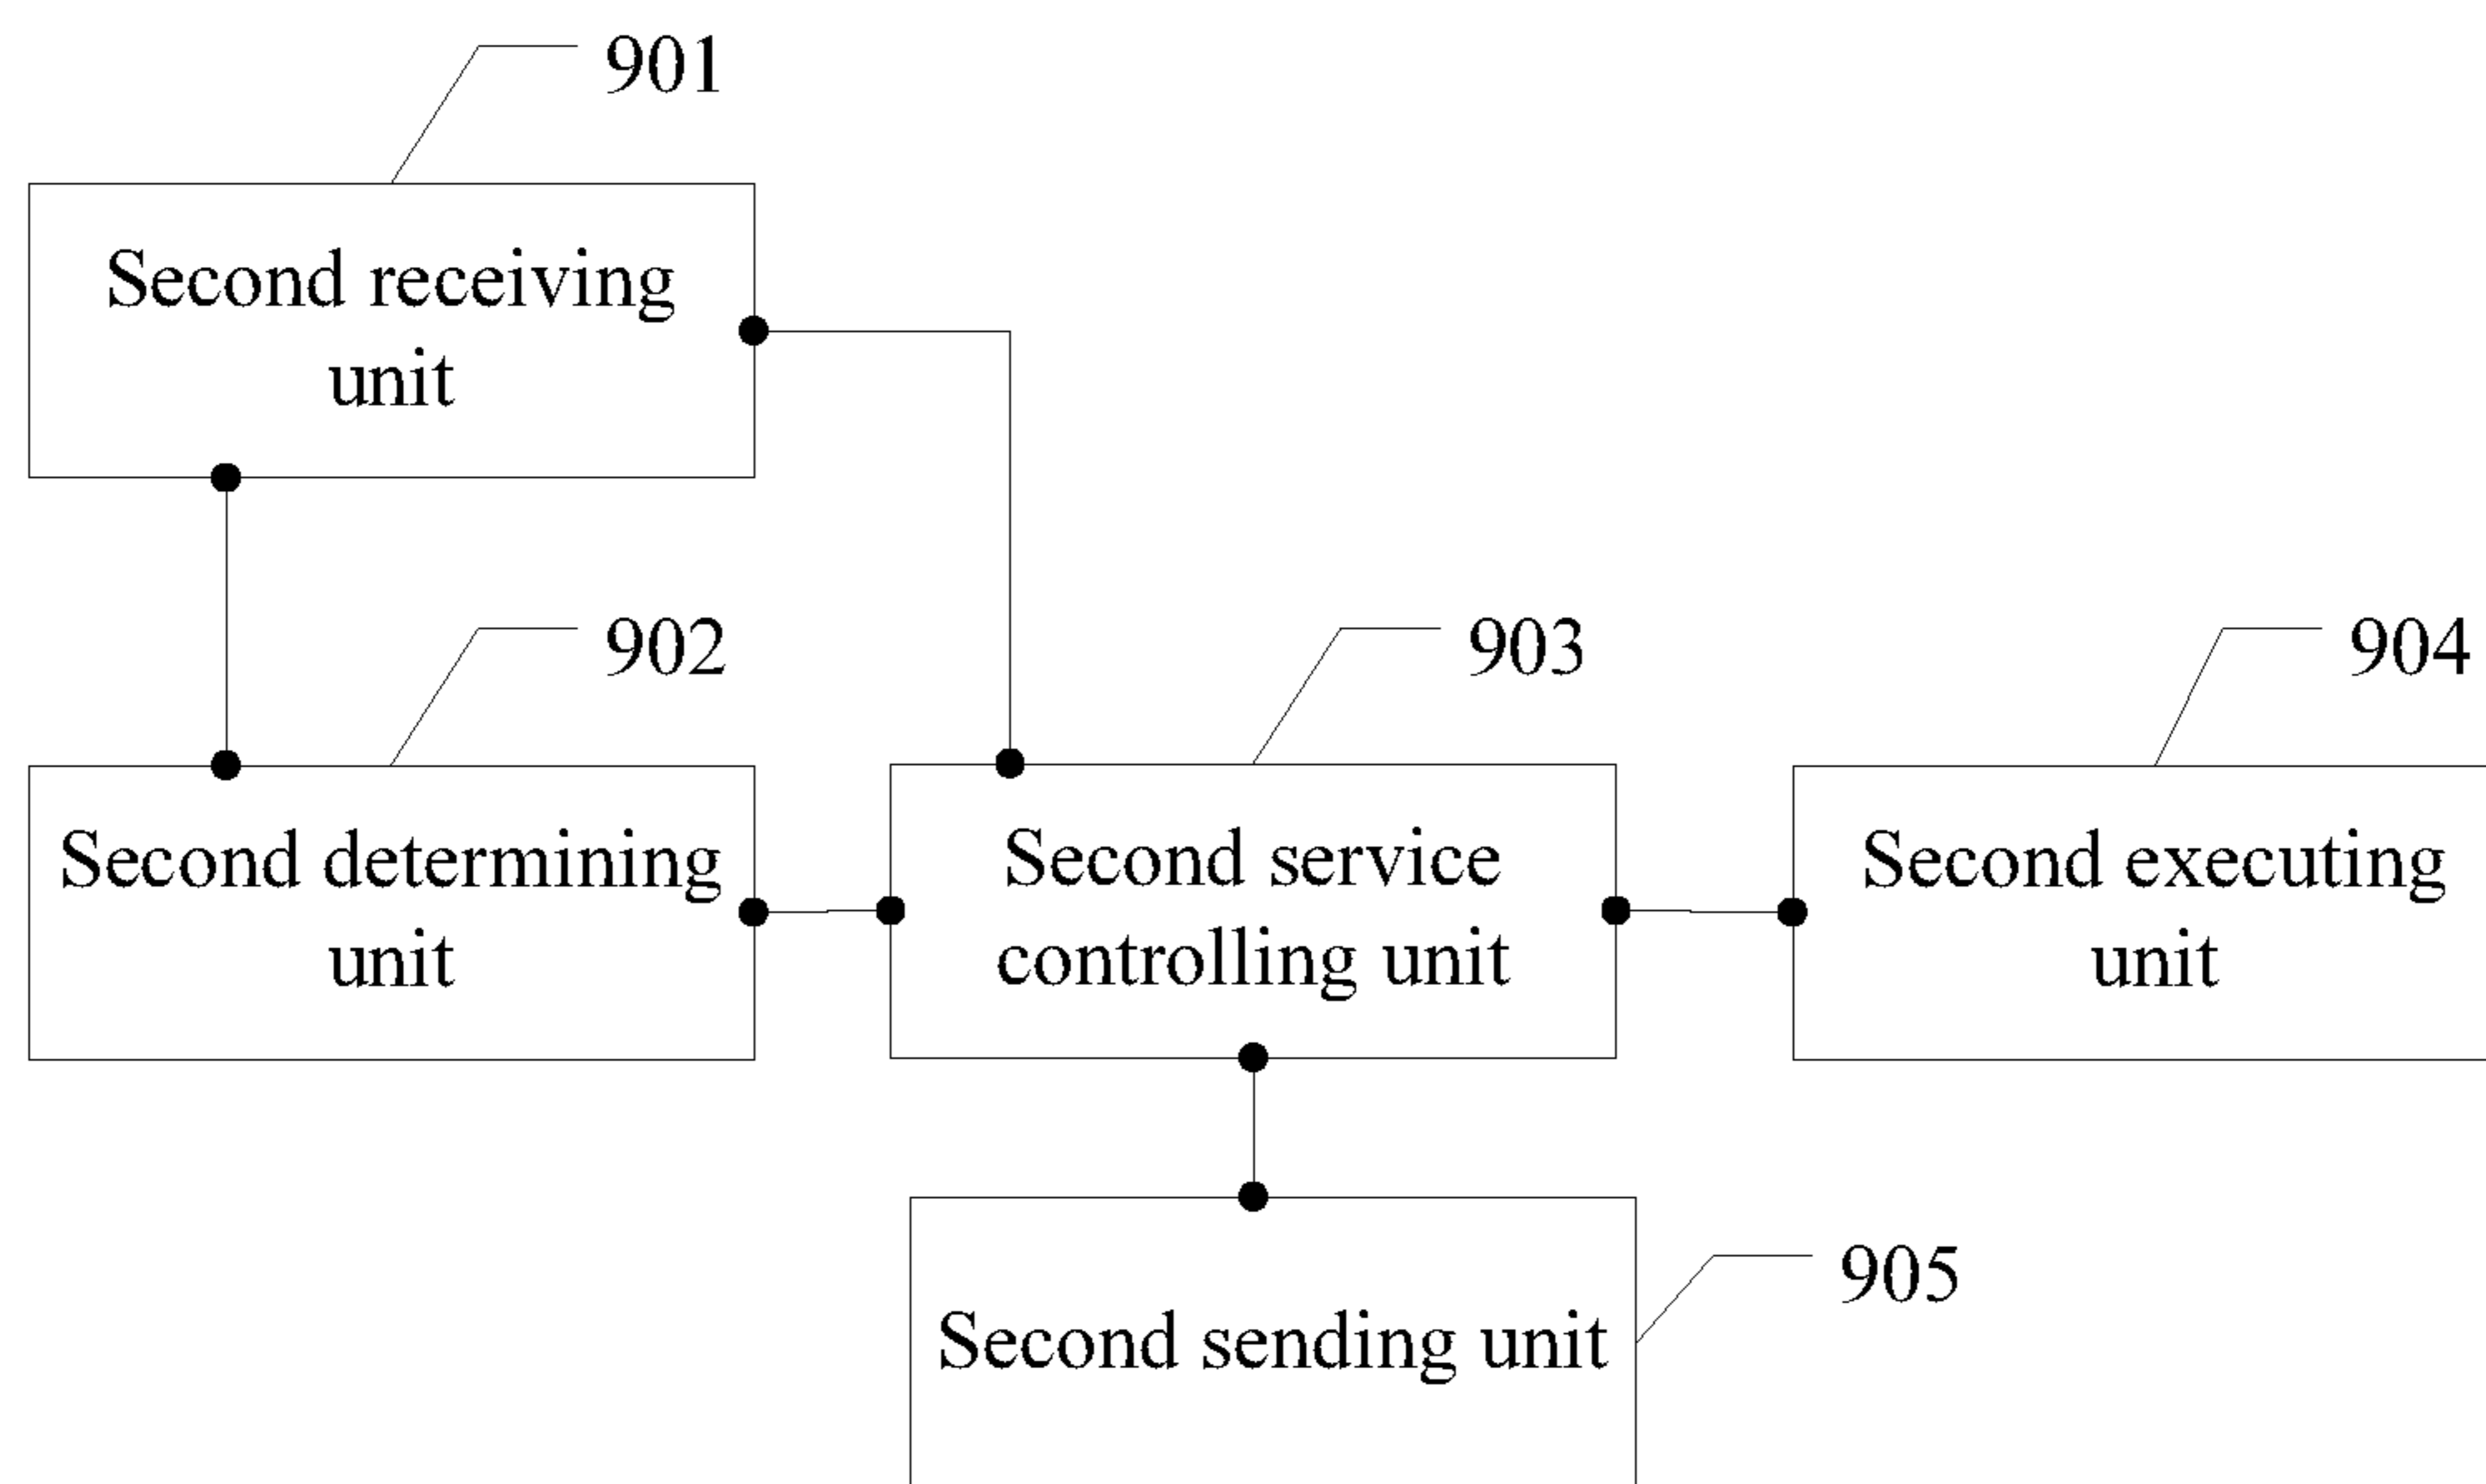 901
Second receiving
unit
902
903
904
Second determining
unit
Second service
controlling unit
Second executing
unit
905
Second sending unit